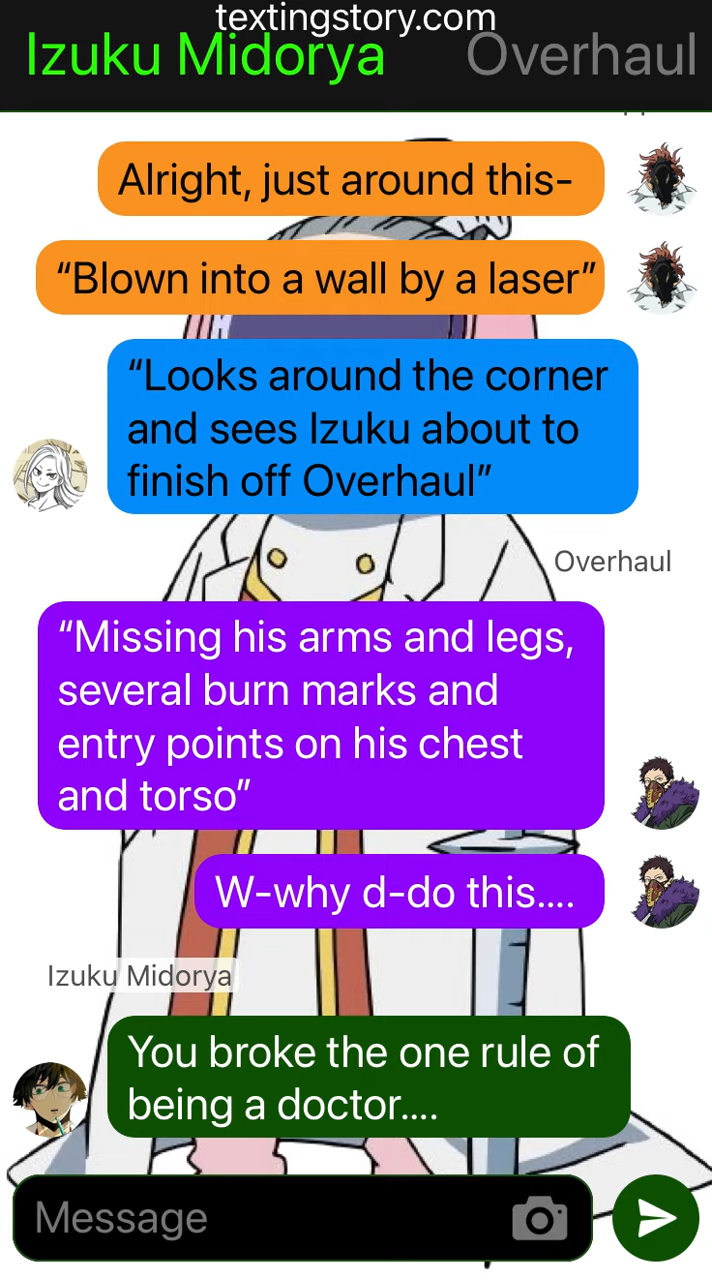 textingstory.com
Izuku Midorya Overhaul
Alright, just around this-
“Blown into a wall by a laser”
“Looks around the corner
and sees Izuku about to
finish off Overhaul”
Overhaul
“Missing his arms and legs,
several burn marks and
entry points on his chest
and torso”
W-why d-do this....
Izuku Midorya
You broke the one rule of
being a doctor....
Message